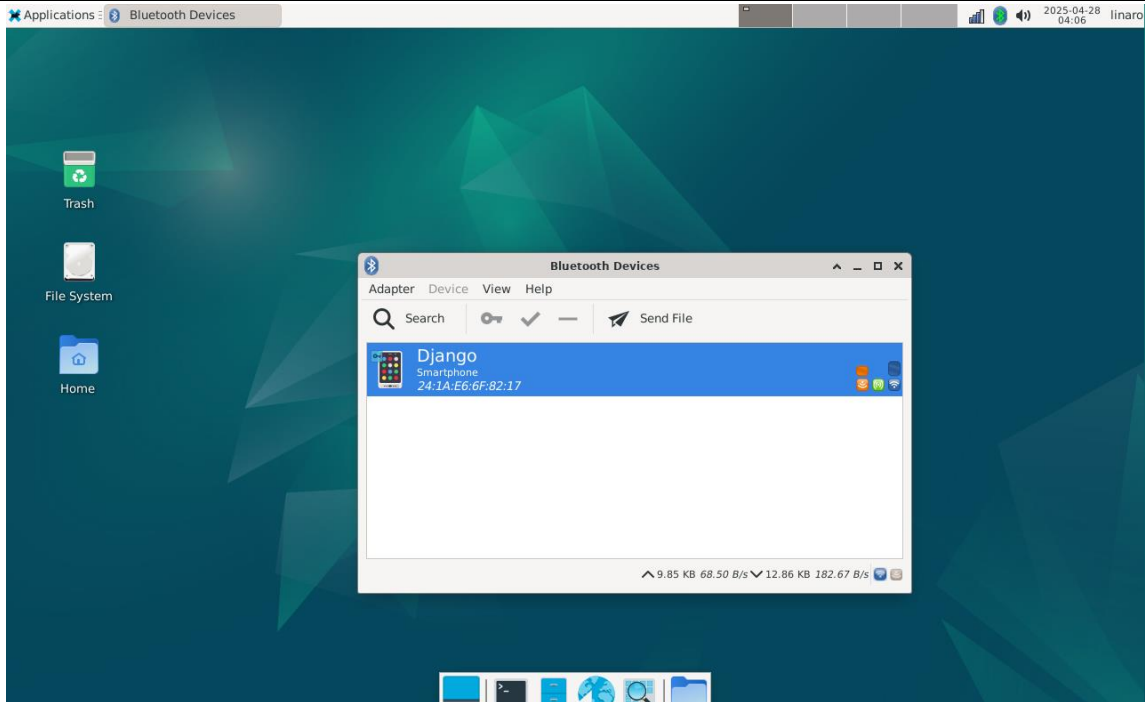 Applications Bluetooth Devices 2025-04-28
04:06 linaro
Trash
File System
Home
Bluetooth Devices
Adapter Device View Help
Search Send File
Django
Smartphone
24:1A:E6:6F:82:17
9.85 KB 68.50 B/s 12.86 KB 182.67 B/s